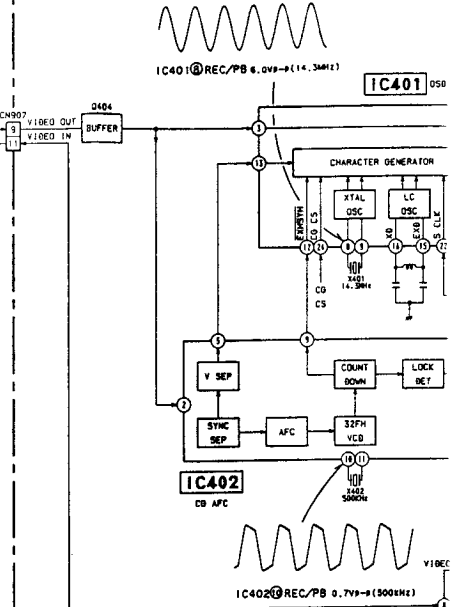 IC401⑧REC/PB 6.0Vp-p(14.3MHz)
IC401 OSD
CN907
Q404
9 VIDEO OUT
BUFFER
11 VIDEO IN
3
13
CHARACTER GENERATOR
XTAL OSC
LC OSC
CG CS
XO
EXO
S CLK
12 24 8 9 16 15 22
X401
14.3MHz
CG
CS
5
9
V SEP
COUNT DOWN
LOCK DET
2
SYNC SEP
AFC
32FH VCO
IC402
CG AFC
10 11
X402
500KHz
VIDEO
IC402⑩REC/PB 0.7Vp-p(500KHz)